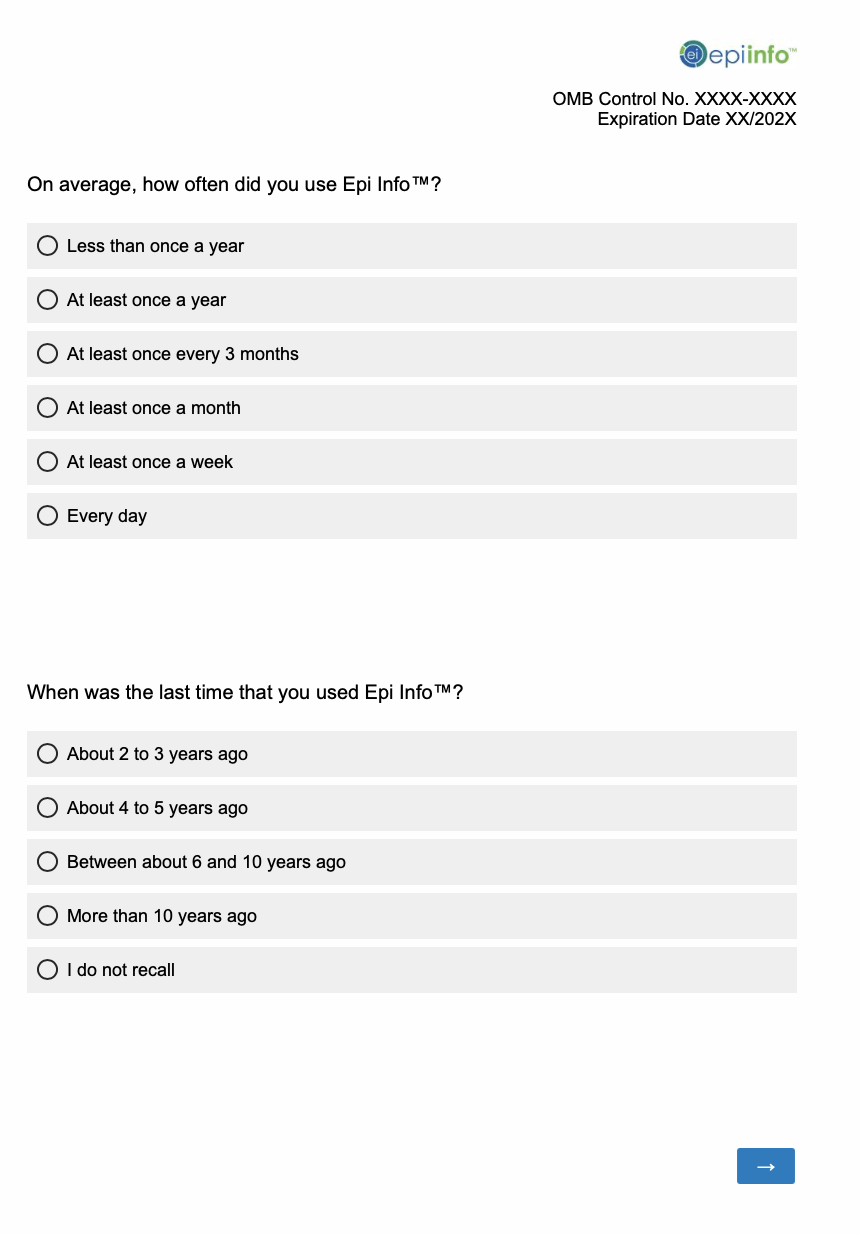 ei epiinfo™
OMB Control No. XXXX-XXXX
Expiration Date XX/202X
On average, how often did you use Epi Info™?
Less than once a year
At least once a year
At least once every 3 months
At least once a month
At least once a week
Every day
When was the last time that you used Epi Info™?
About 2 to 3 years ago
About 4 to 5 years ago
Between about 6 and 10 years ago
More than 10 years ago
I do not recall
→